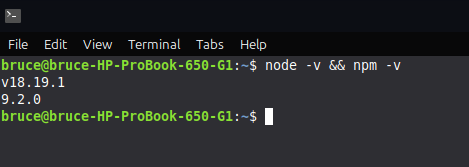 File Edit View Terminal Tabs Help
bruce@bruce-HP-ProBook-650-G1:~$ node -v && npm -v
v18.19.1
9.2.0
bruce@bruce-HP-ProBook-650-G1:~$